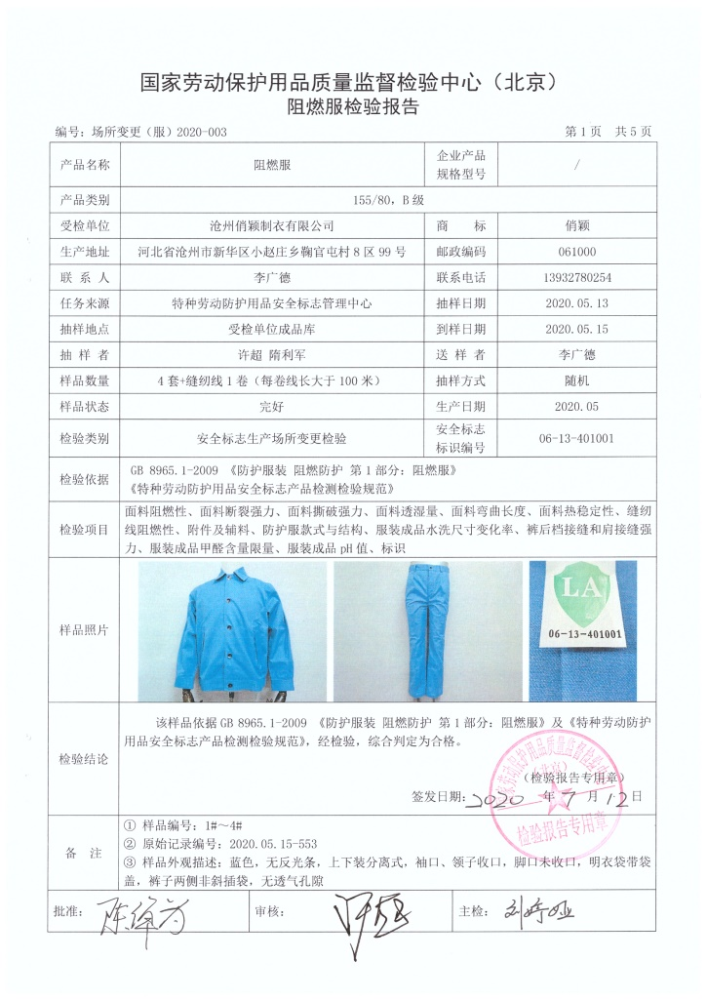 国家劳动保护用品质量监督检验中心（北京）
阻燃服检验报告
编号：场所变更（服）2020-003 第1页 共5页
产品名称 阻燃服 企业产品规格型号 /
产品类别 155/80，B级
受检单位 沧州俏颖制衣有限公司 商 标 俏颖
生产地址 河北省沧州市新华区小赵庄乡鞠官屯村8区99号 邮政编码 061000
联 系 人 李广德 联系电话 13932780254
任务来源 特种劳动防护用品安全标志管理中心 抽样日期 2020.05.13
抽样地点 受检单位成品库 到样日期 2020.05.15
抽 样 者 许超 隋利军 送 样 者 李广德
样品数量 4套+缝纫线1卷（每卷线长大于100米） 抽样方式 随机
样品状态 完好 生产日期 2020.05
检验类别 安全标志生产场所变更检验 安全标志标识编号 06-13-401001
检验依据 GB 8965.1-2009 《防护服装 阻燃防护 第1部分：阻燃服》
《特种劳动防护用品安全标志产品检测检验规范》
检验项目 面料阻燃性、面料断裂强力、面料撕破强力、面料透湿量、面料弯曲长度、面料热稳定性、缝纫
线阻燃性、附件及辅料、防护服款式与结构、服装成品水洗尺寸变化率、裤后裆接缝和肩接缝强
力、服装成品甲醛含量限量、服装成品pH值、标识
样品照片
LA
06-13-401001
检验结论 该样品依据GB 8965.1-2009 《防护服装 阻燃防护 第1部分：阻燃服》及《特种劳动防护
用品安全标志产品检测检验规范》，经检验，综合判定为合格。
（检验报告专用章）
签发日期：2020 年 7 月 12 日
国家劳动保护用品质量监督检验中心
（北京）
检验报告专用章
备 注 ① 样品编号：1#～4#
② 原始记录编号：2020.05.15-553
③ 样品外观描述：蓝色，无反光条，上下装分离式，袖口、领子收口，脚口未收口，明衣袋带袋
盖，裤子两侧非斜插袋，无透气孔隙
批准： 审核： 主检：刘婷娅